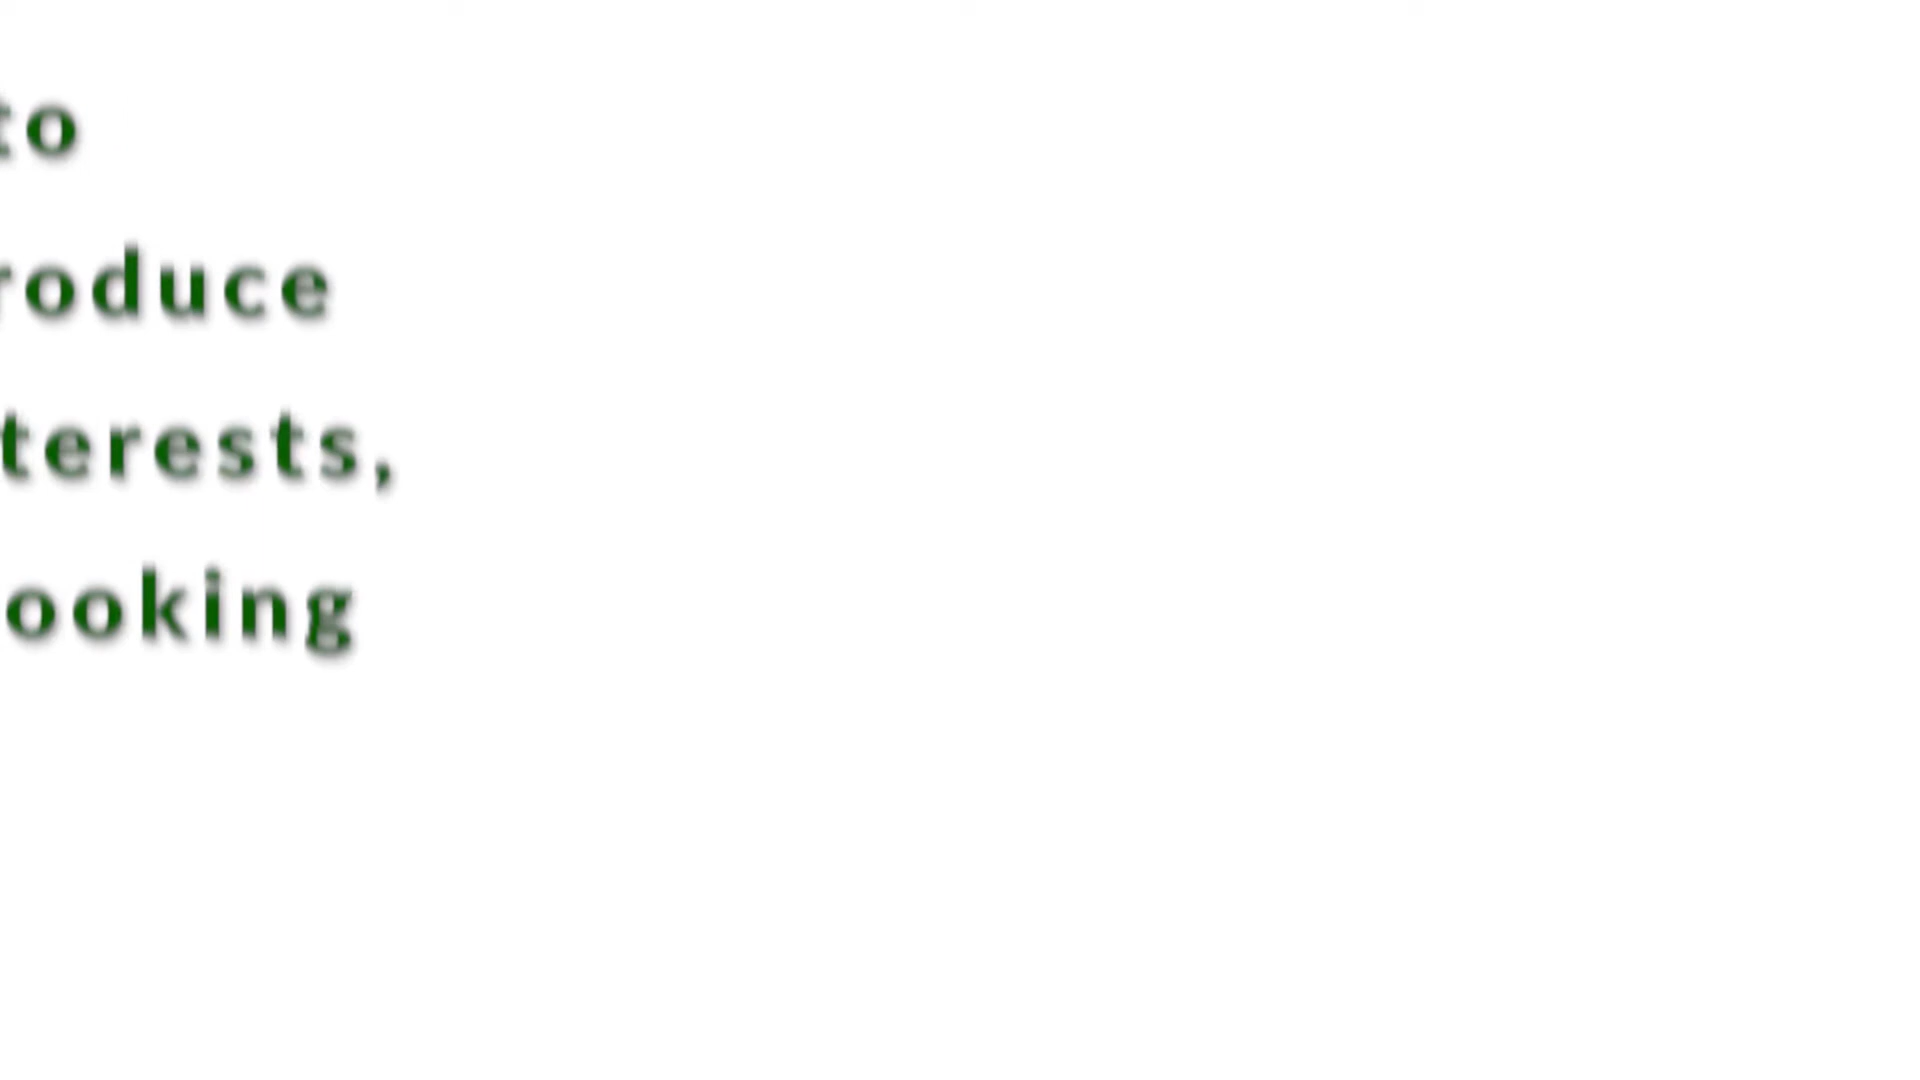 to
roduce
terests,
ooking